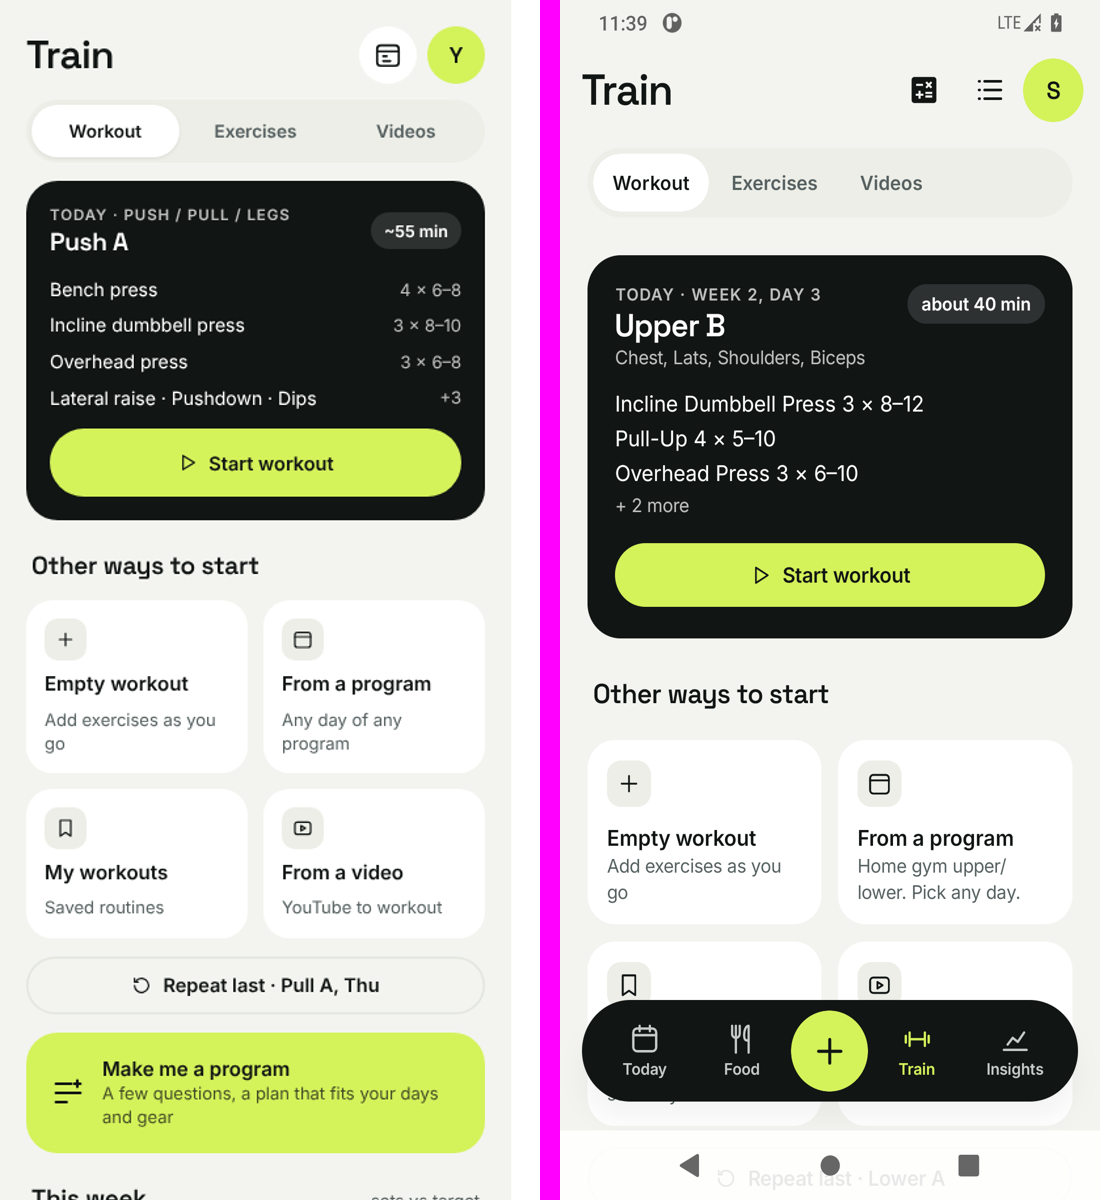 Train
Y
Workout
Exercises
Videos
TODAY · PUSH / PULL / LEGS
Push A
~55 min
Bench press
4 × 6–8
Incline dumbbell press
3 × 8–10
Overhead press
3 × 6–8
Lateral raise · Pushdown · Dips
+3
Start workout
Other ways to start
Empty workout
Add exercises as you
go
From a program
Any day of any
program
My workouts
Saved routines
From a video
YouTube to workout
Repeat last · Pull A, Thu
Make me a program
A few questions, a plan that fits your days
and gear
This week
sets vs target
11:39
LTE
Train
S
Workout
Exercises
Videos
TODAY · WEEK 2, DAY 3
Upper B
about 40 min
Chest, Lats, Shoulders, Biceps
Incline Dumbbell Press 3 × 8–12
Pull-Up 4 × 5–10
Overhead Press 3 × 6–10
+ 2 more
Start workout
Other ways to start
Empty workout
Add exercises as you
go
From a program
Home gym upper/
lower. Pick any day.
Today
Food
Train
Insights
Repeat last · Lower A